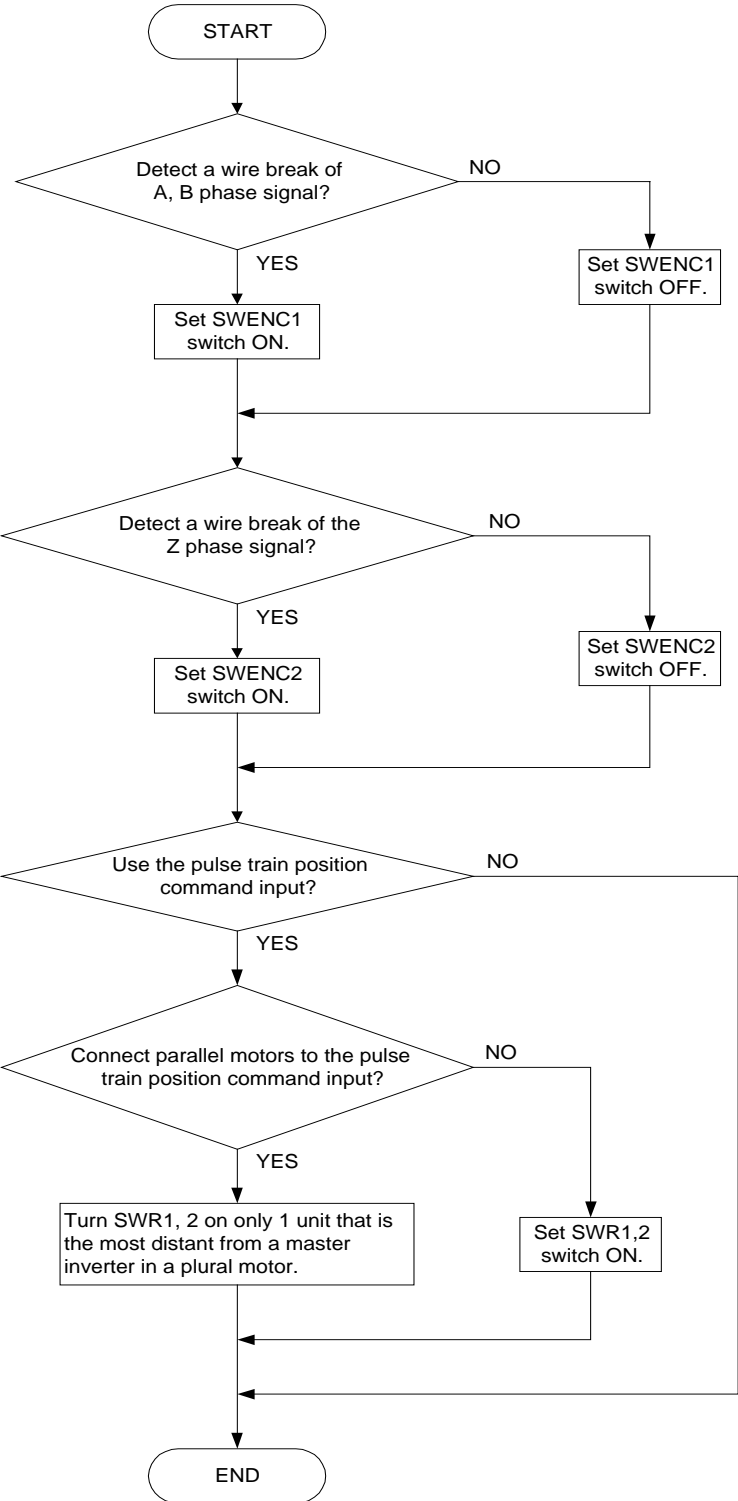 START
Detect a wire break of
A, B phase signal?
NO
YES
Set SWENC1
switch OFF.
Set SWENC1
switch ON.
Detect a wire break of the
Z phase signal?
NO
YES
Set SWENC2
switch OFF.
Set SWENC2
switch ON.
Use the pulse train position
command input?
NO
YES
Connect parallel motors to the pulse
train position command input?
NO
YES
Turn SWR1, 2 on only 1 unit that is
the most distant from a master
inverter in a plural motor.
Set SWR1,2
switch ON.
END